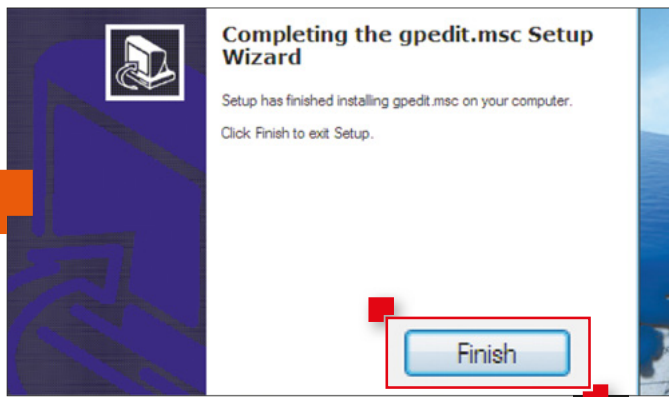 Completing the gpedit.msc Setup
Wizard
Setup has finished installing gpedit.msc on your computer.
Click Finish to exit Setup.
Finish